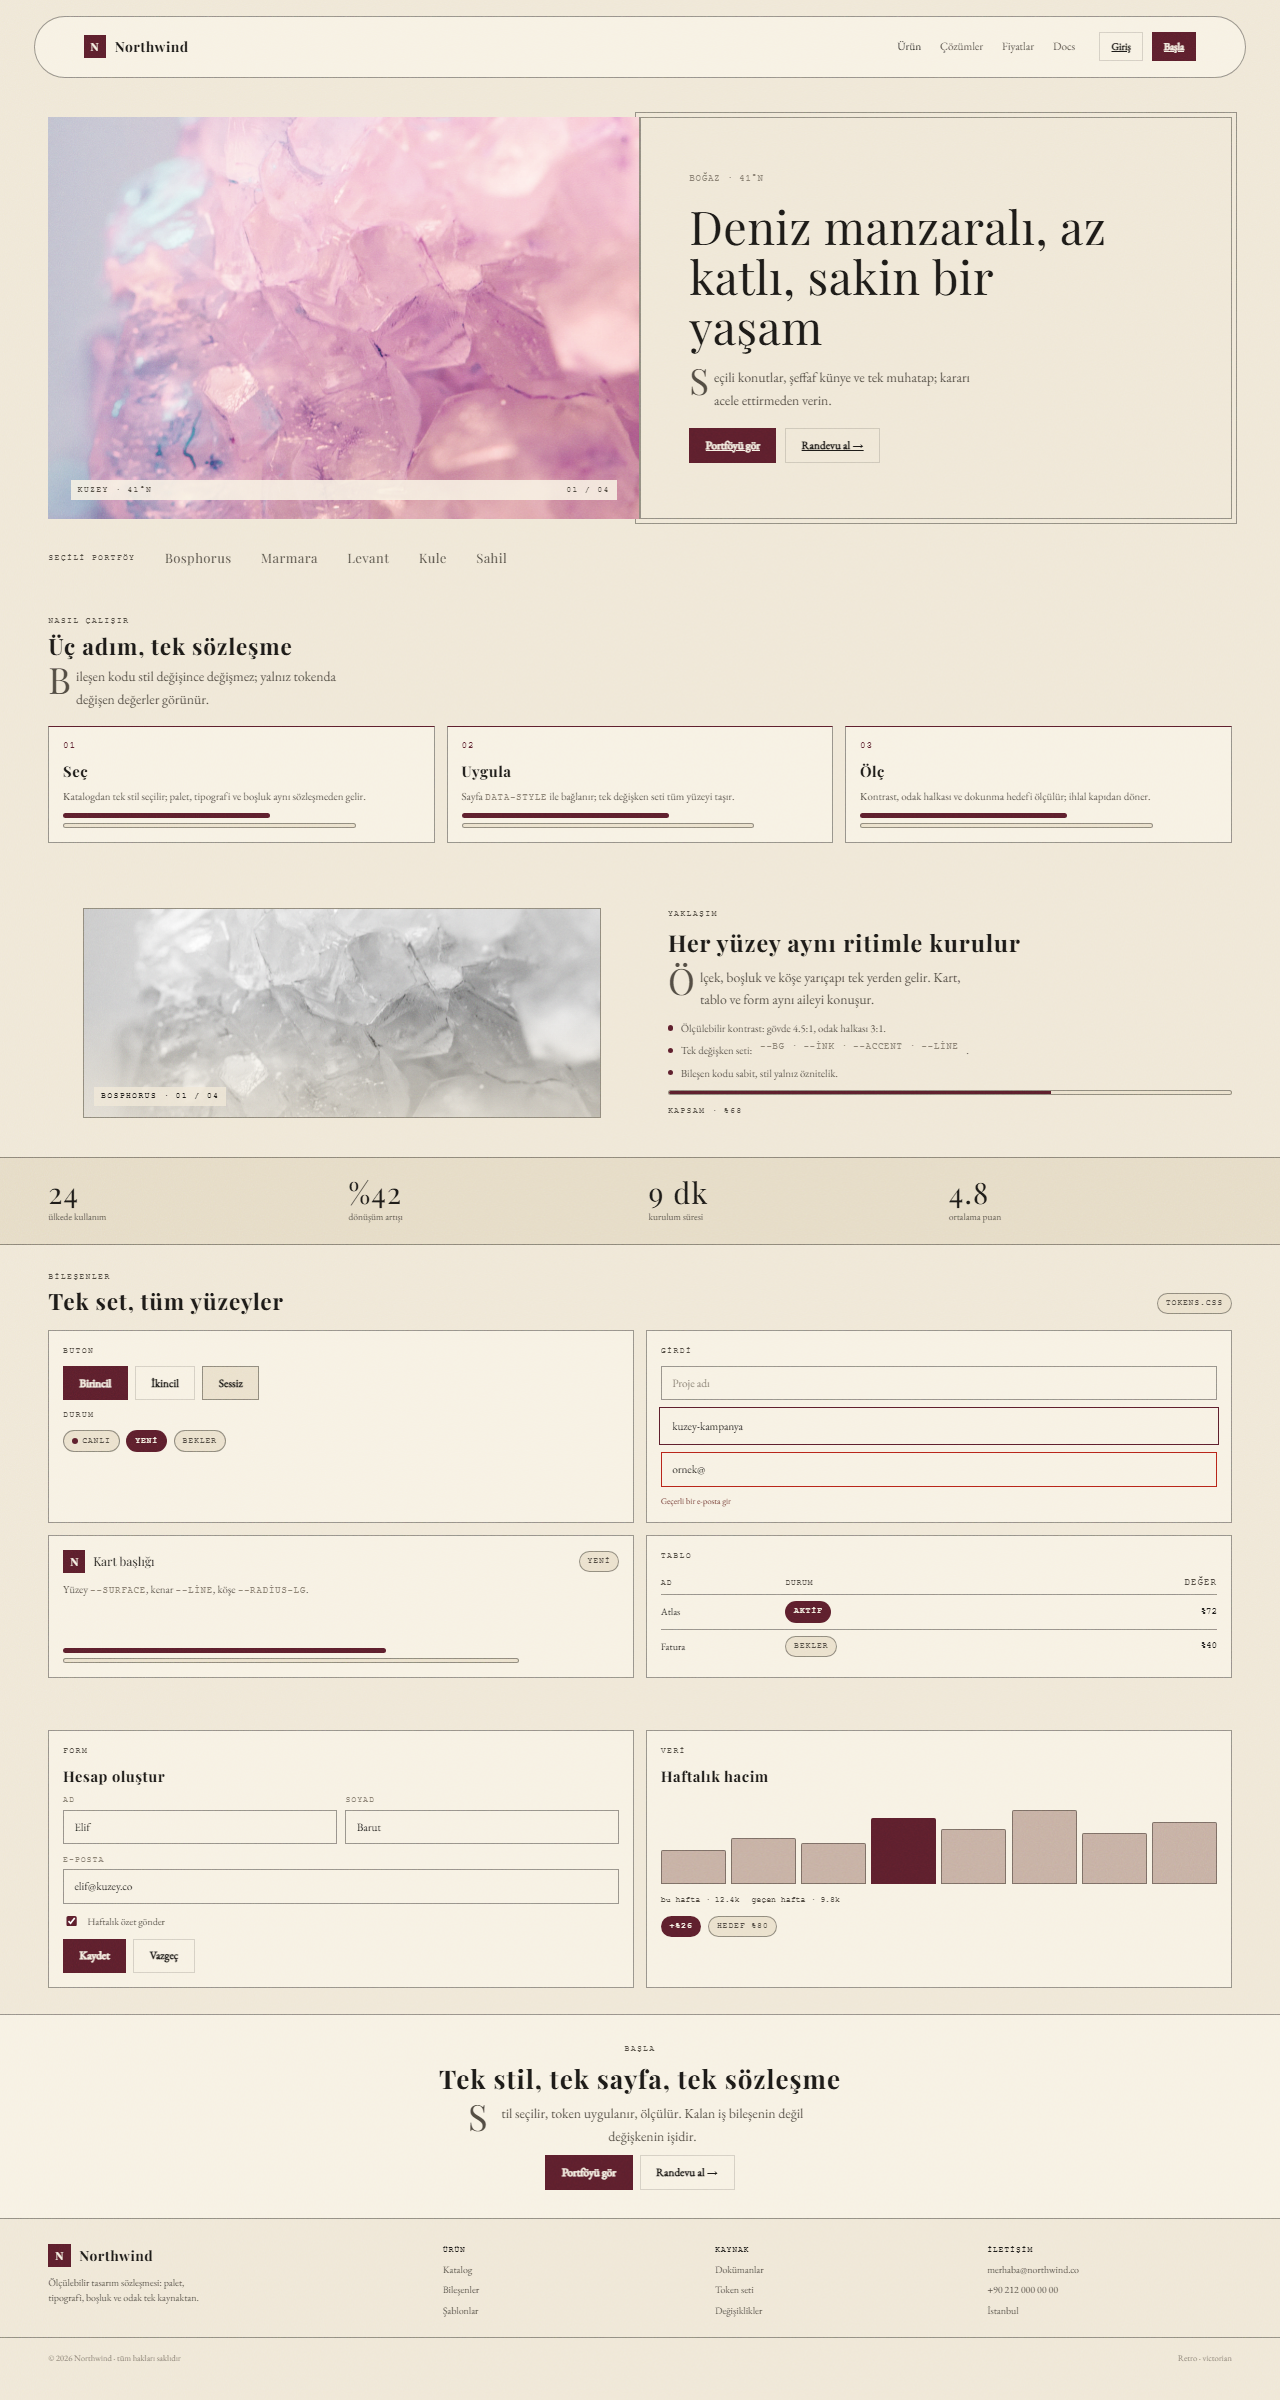 N Northwind Ürün Çözümler Fiyatlar Docs Giriş Başla
BOĞAZ · 41°N
Deniz manzaralı, az
katlı, sakin bir
yaşam
Seçili konutlar, şeffaf künye ve tek muhatap; kararı
acele ettirmeden verin.
Portföyü gör Randevu al →
KUZEY · 41°N 01 / 04
SEÇİLİ PORTFÖY Bosphorus Marmara Levant Kule Sahil
NASIL ÇALIŞIR
Üç adım, tek sözleşme
Bileşen kodu stil değişince değişmez; yalnız tokenda
değişen değerler görünür.
01
Seç
Katalogdan tek stil seçilir; palet, tipografi ve boşluk aynı sözleşmeden gelir.
02
Uygula
Sayfa DATA-STYLE ile bağlanır; tek değişken seti tüm yüzeyi taşır.
03
Ölç
Kontrast, odak halkası ve dokunma hedefi ölçülür; ihlal kapıdan döner.
BOSPHORUS · 01 / 04
YAKLAŞIM
Her yüzey aynı ritimle kurulur
Ölçek, boşluk ve köşe yarıçapı tek yerden gelir. Kart,
tablo ve form aynı aileyi konuşur.
Ölçülebilir kontrast: gövde 4.5:1, odak halkası 3:1.
Tek değişken seti: --BG · --İNK · --ACCENT · --LİNE .
Bileşen kodu sabit, stil yalnız öznitelik.
KAPSAM · %68
24 %42 9 dk 4.8
ülkede kullanım dönüşüm artışı kurulum süresi ortalama puan
BİLEŞENLER
Tek set, tüm yüzeyler
TOKENS.CSS
BUTON
Birincil İkincil Sessiz
DURUM
CANLI YENİ BEKLER
GİRDİ
Proje adı
kuzey-kampanya
ornek@
Geçerli bir e-posta gir
N Kart başlığı YENİ
Yüzey --SURFACE, kenar --LİNE, köşe --RADİUS-LG.
TABLO
AD DURUM DEĞER
Atlas AKTİF %72
Fatura BEKLER %40
FORM
Hesap oluştur
AD SOYAD
Elif Barut
E-POSTA
elif@kuzey.co
Haftalık özet gönder
Kaydet Vazgeç
VERİ
Haftalık hacim
bu hafta · 12.4k geçen hafta · 9.8k
+%26 HEDEF %80
BAŞLA
Tek stil, tek sayfa, tek sözleşme
Stil seçilir, token uygulanır, ölçülür. Kalan iş bileşenin değil
değişkenin işidir.
Portföyü gör Randevu al →
N Northwind
Ölçülebilir tasarım sözleşmesi: palet,
tipografi, boşluk ve odak tek kaynaktan.
ÜRÜN
Katalog
Bileşenler
Şablonlar
KAYNAK
Dokümanlar
Token seti
Değişiklikler
İLETİŞİM
merhaba@northwind.co
+90 212 000 00 00
İstanbul
© 2026 Northwind · tüm hakları saklıdır Retro · victorian